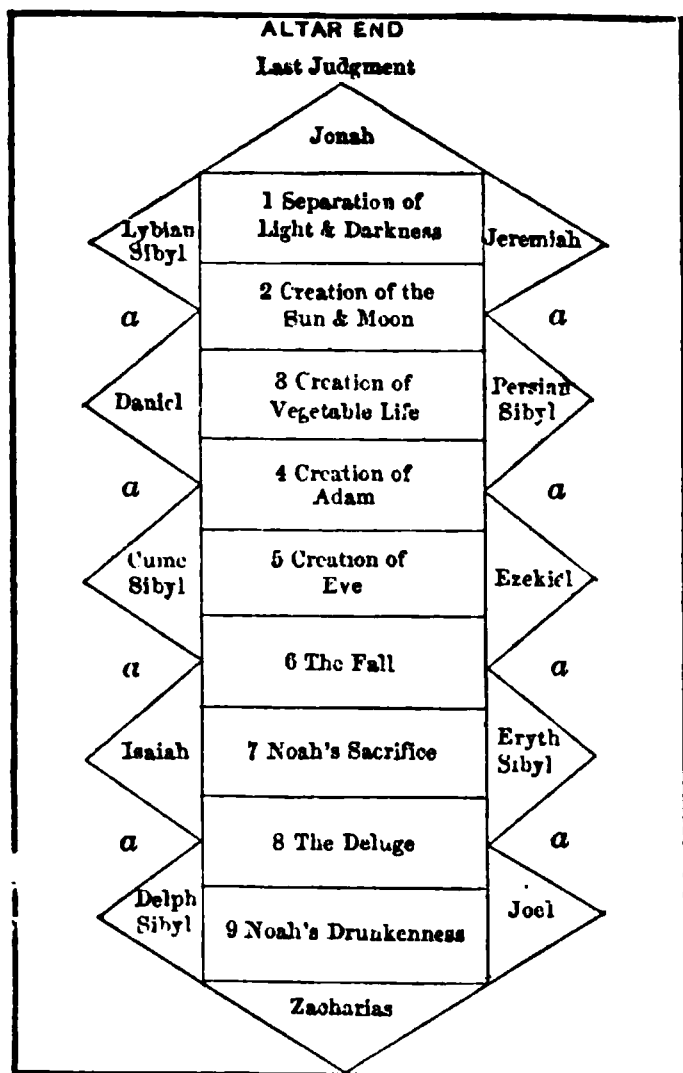 ALTAR END
Last Judgment
Jonah
1 Separation of
Light & Darkness
Lybian
Sibyl
Jeremiah
2 Creation of the
Sun & Moon
a
a
3 Creation of
Vegetable Life
Daniel
Persian
Sibyl
4 Creation of
Adam
a
a
Cume
Sibyl
5 Creation of
Eve
Ezekiel
a
6 The Fall
a
Isaiah
7 Noah's Sacrifice
Eryth
Sibyl
a
8 The Deluge
a
Delph
Sibyl
9 Noah's Drunkenness
Joel
Zacharias